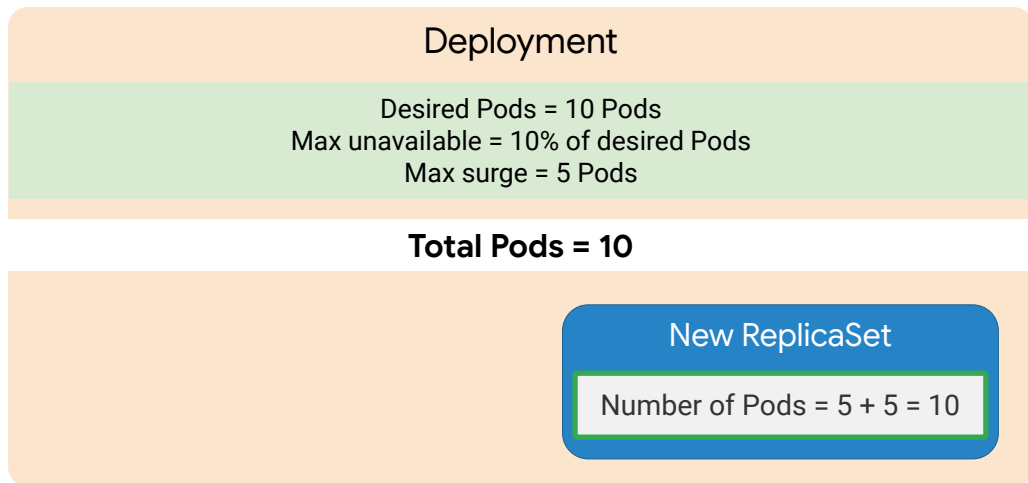 Deployment
Desired Pods = 10 Pods
Max unavailable = 10% of desired Pods
Max surge = 5 Pods
Total Pods = 10
New ReplicaSet
Number of Pods = 5 + 5 = 10